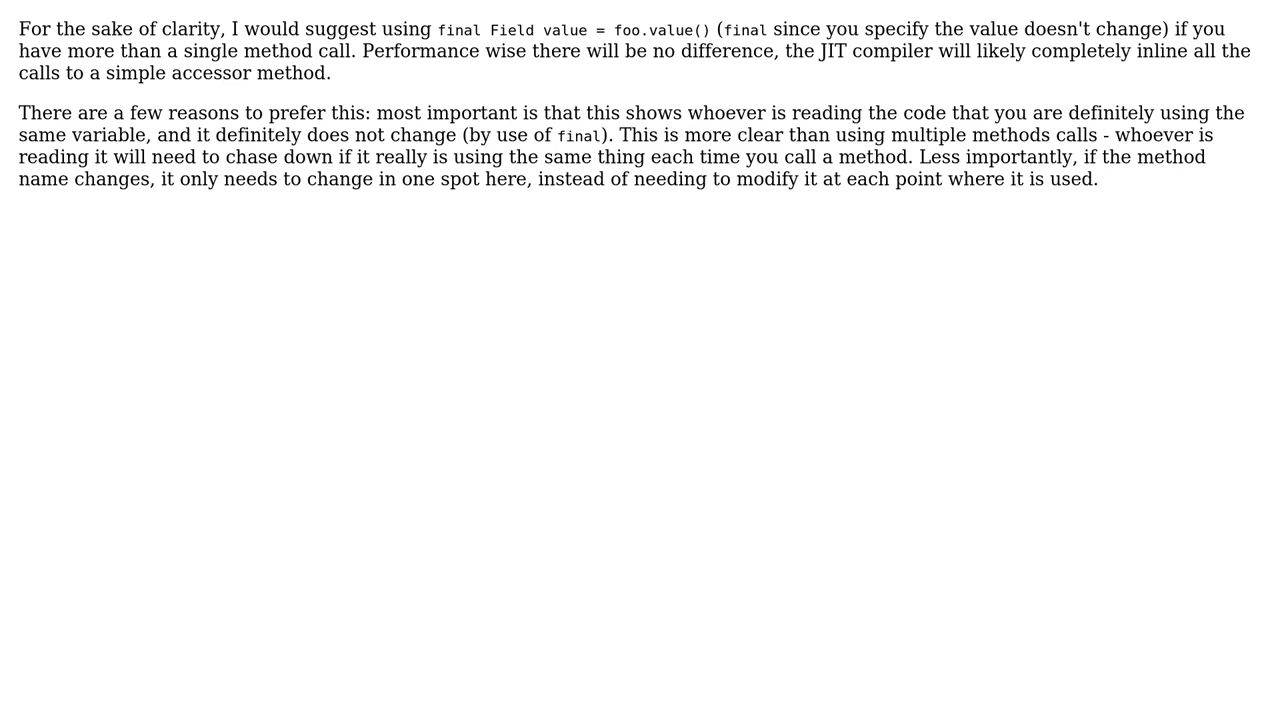 For the sake of clarity, I would suggest using final Field value = foo.value() (final since you specify the value doesn't change) if you
have more than a single method call. Performance wise there will be no difference, the JIT compiler will likely completely inline all the
calls to a simple accessor method.
There are a few reasons to prefer this: most important is that this shows whoever is reading the code that you are definitely using the
same variable, and it definitely does not change (by use of final). This is more clear than using multiple methods calls - whoever is
reading it will need to chase down if it really is using the same thing each time you call a method. Less importantly, if the method
name changes, it only needs to change in one spot here, instead of needing to modify it at each point where it is used.